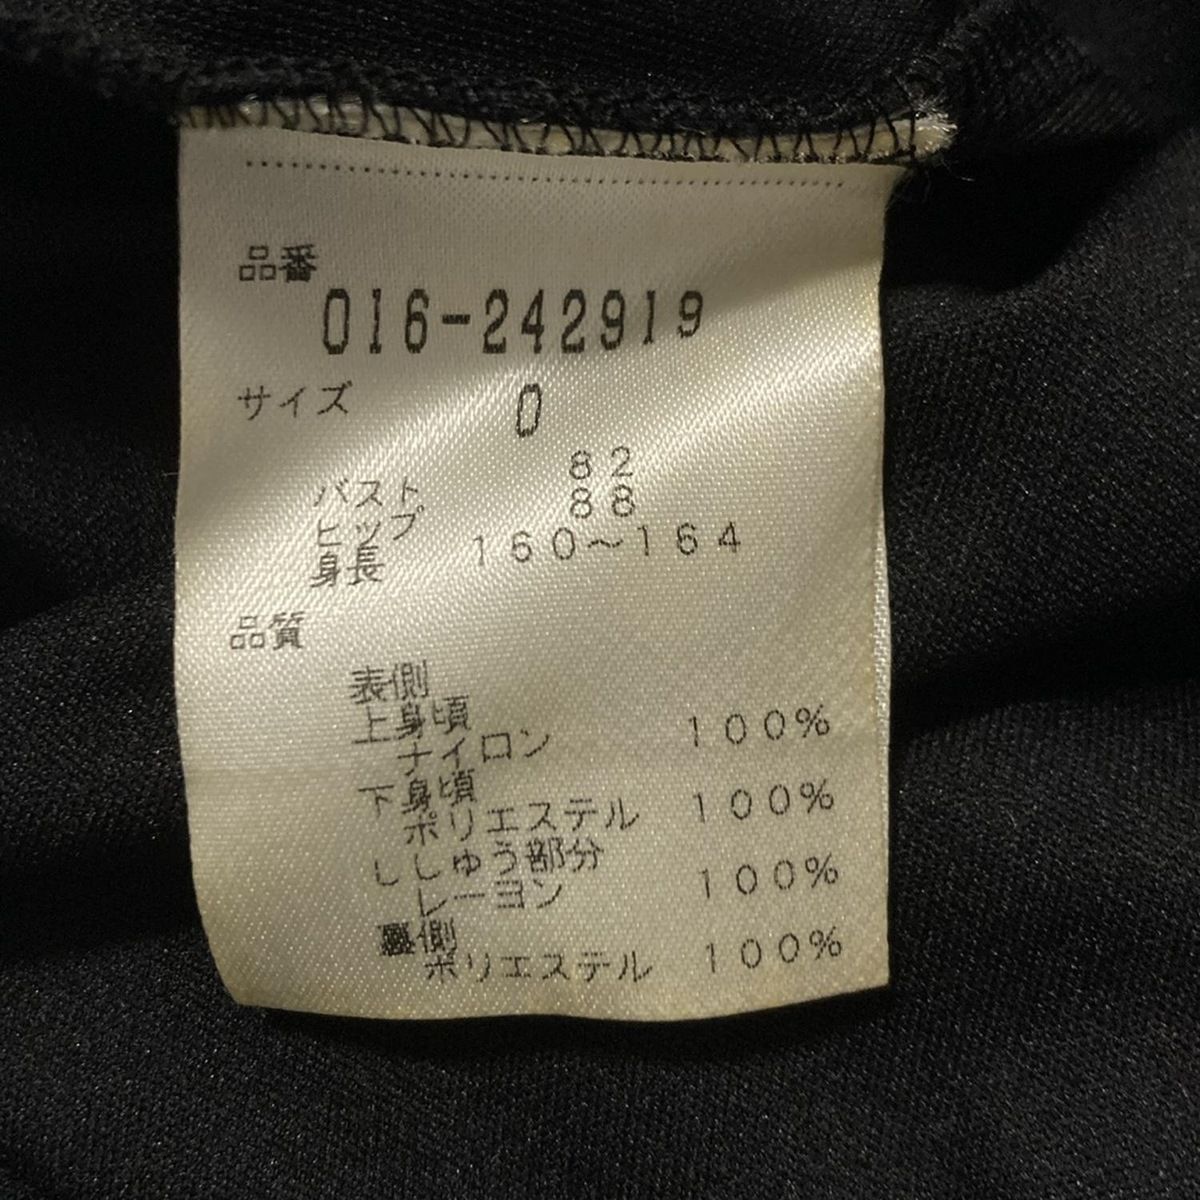 品番
016-242919
サイズ 0
バスト 82
ヒップ 88
身長 160～164
品質
表側
上身頃
ナイロン 100%
下身頃
ポリエステル 100%
ししゅう部分
レーヨン 100%
裏側
ポリエステル 100%